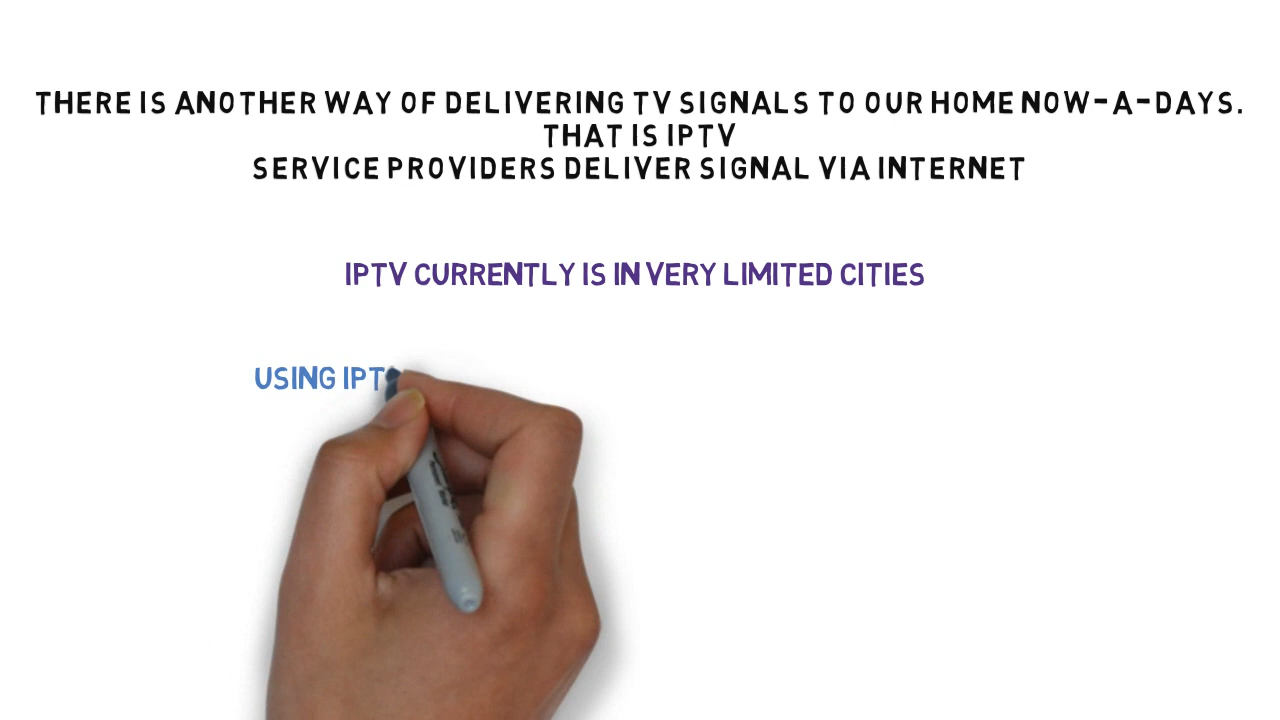 THERE IS ANOTHER WAY OF DELIVERING TV SIGNALS TO OUR HOME NOW-A-DAYS.
THAT IS IPTV
SERVICE PROVIDERS DELIVER SIGNAL VIA INTERNET
IPTV CURRENTLY IS IN VERY LIMITED CITIES
USING IPT